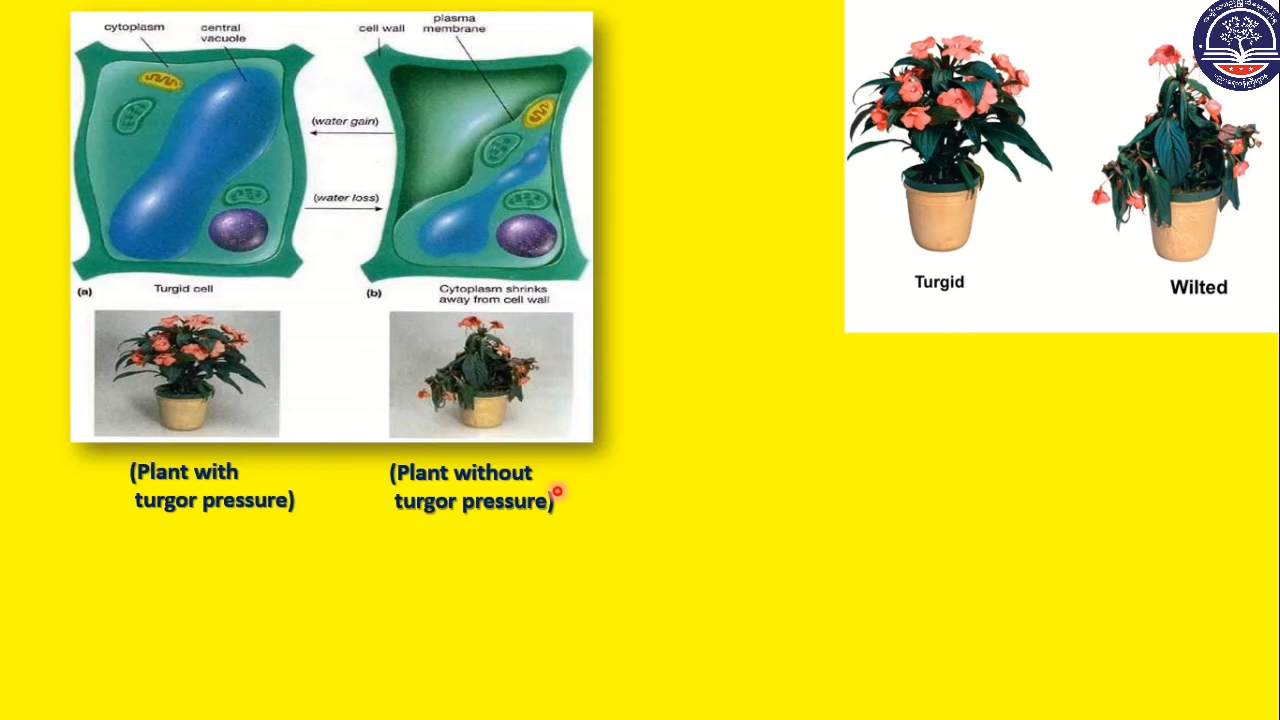 cytoplasm
central
vacuole
cell wall
plasma
membrane
(water gain)
(water loss)
(a)
Turgid cell
(b)
Cytoplasm shrinks
away from cell wall
(Plant with
turgor pressure)
(Plant without
turgor pressure)
Turgid
Wilted